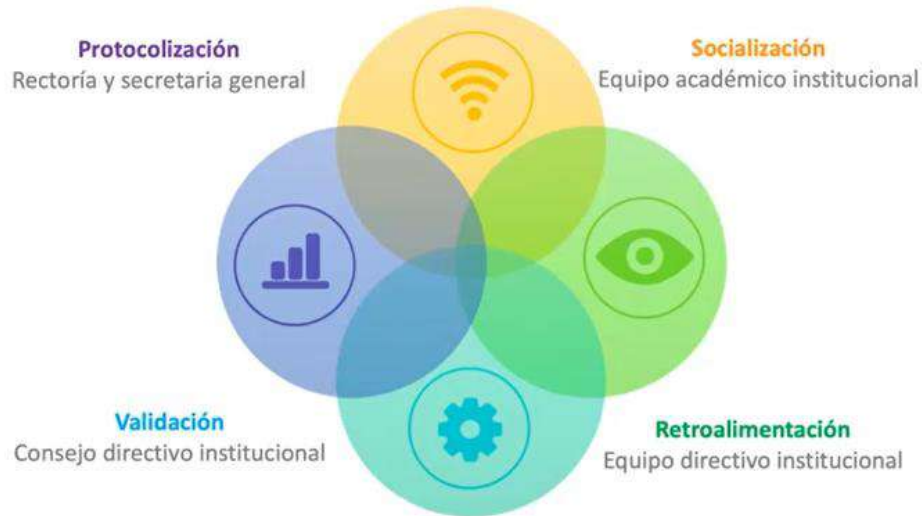 Protocolización
Rectoría y secretaria general
Socialización
Equipo académico institucional
Validación
Consejo directivo institucional
Retroalimentación
Equipo directivo institucional